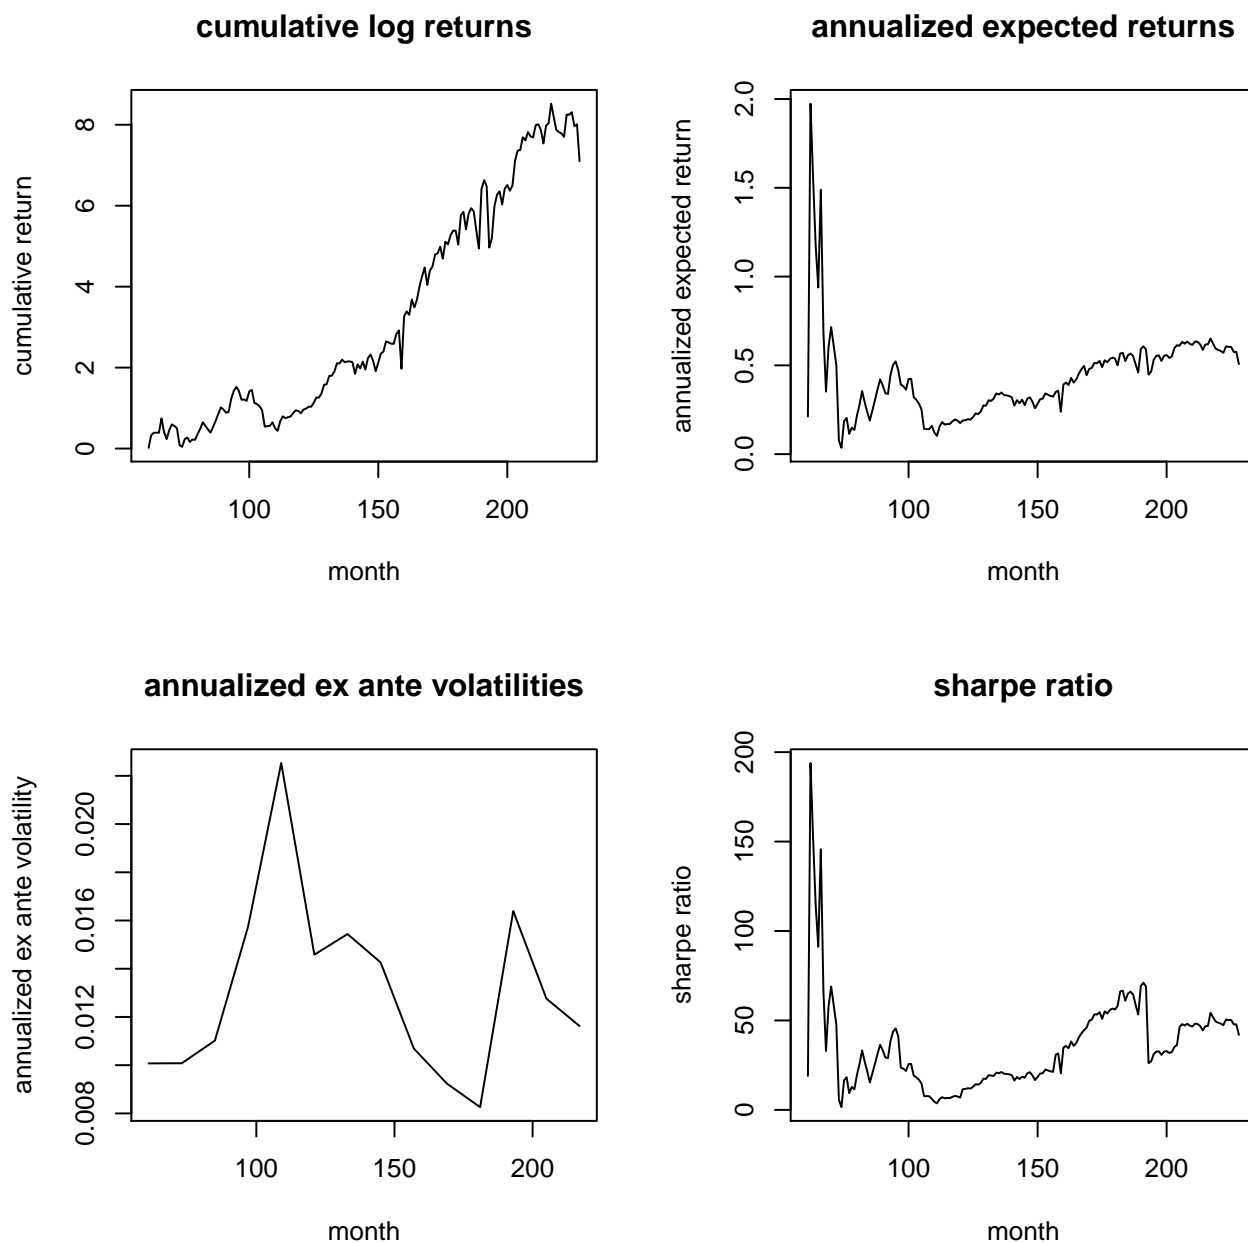 cumulative log returns
cumulative return
0
2
4
6
8
100 150 200
month
annualized expected returns
annualized expected return
0.0
0.5
1.0
1.5
2.0
100 150 200
month
annualized ex ante volatilities
annualized ex ante volatility
0.008
0.012
0.016
0.020
100 150 200
month
sharpe ratio
sharpe ratio
0
50
100
150
200
100 150 200
month